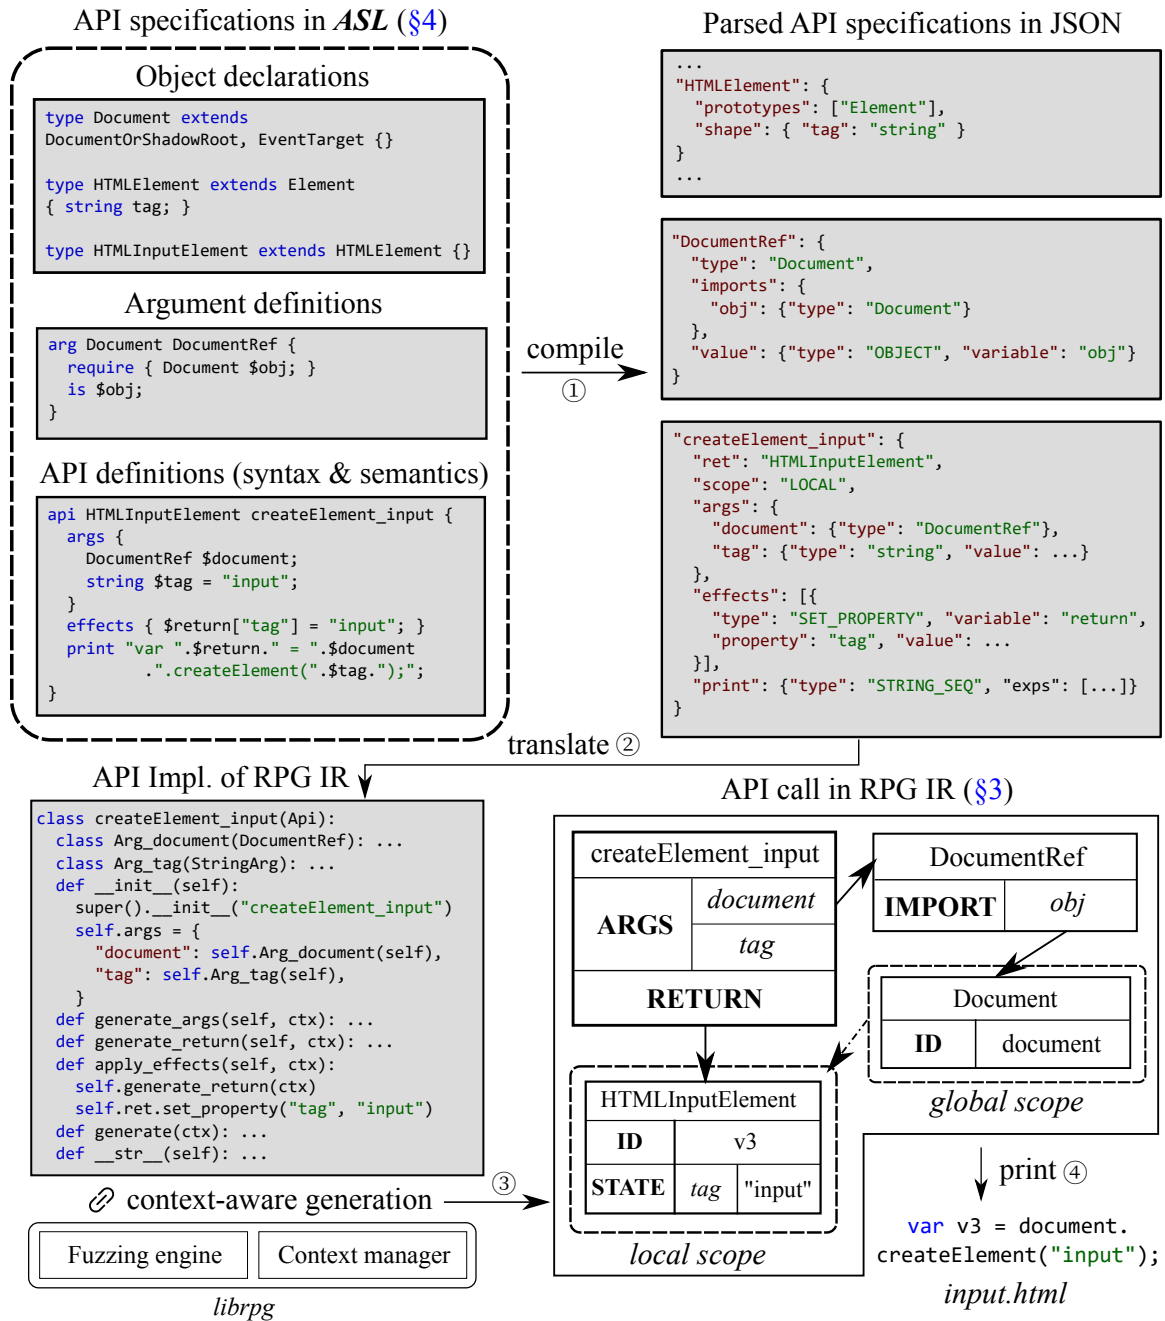 API specifications in ASL (§4)
Object declarations
type Document extends
DocumentOrShadowRoot, EventTarget {}
type HTMLElement extends Element
{ string tag; }
type HTMLInputElement extends HTMLElement {}
Argument definitions
arg Document DocumentRef {
  require { Document $obj; }
  is $obj;
}
API definitions (syntax & semantics)
api HTMLInputElement createElement_input {
  args {
    DocumentRef $document;
    string $tag = "input";
  }
  effects { $return["tag"] = "input"; }
  print "var ".$return." = ".$document
          .".createElement(".$tag.");";
}
compile
①
Parsed API specifications in JSON
...
"HTMLElement": {
  "prototypes": ["Element"],
  "shape": { "tag": "string" }
}
...
"DocumentRef": {
  "type": "Document",
  "imports": {
    "obj": {"type": "Document"}
  },
  "value": {"type": "OBJECT", "variable": "obj"}
}
"createElement_input": {
  "ret": "HTMLInputElement",
  "scope": "LOCAL",
  "args": {
    "document": {"type": "DocumentRef"},
    "tag": {"type": "string", "value": ...}
  },
  "effects": [{
    "type": "SET_PROPERTY", "variable": "return",
    "property": "tag", "value": ...
  }],
  "print": {"type": "STRING_SEQ", "exps": [...]}
}
translate ②
API Impl. of RPG IR
class createElement_input(Api):
  class Arg_document(DocumentRef): ...
  class Arg_tag(StringArg): ...
  def __init__(self):
    super().__init__("createElement_input")
    self.args = {
      "document": self.Arg_document(self),
      "tag": self.Arg_tag(self),
    }
  def generate_args(self, ctx): ...
  def generate_return(self, ctx): ...
  def apply_effects(self, ctx):
    self.generate_return(ctx)
    self.ret.set_property("tag", "input")
  def generate(ctx): ...
  def __str__(self): ...
context-aware generation
③
Fuzzing engine
Context manager
librpg
API call in RPG IR (§3)
createElement_input
ARGS
document
tag
RETURN
DocumentRef
IMPORT
obj
Document
ID
document
global scope
HTMLInputElement
ID
v3
STATE
tag
"input"
local scope
print ④
var v3 = document.
createElement("input");
input.html